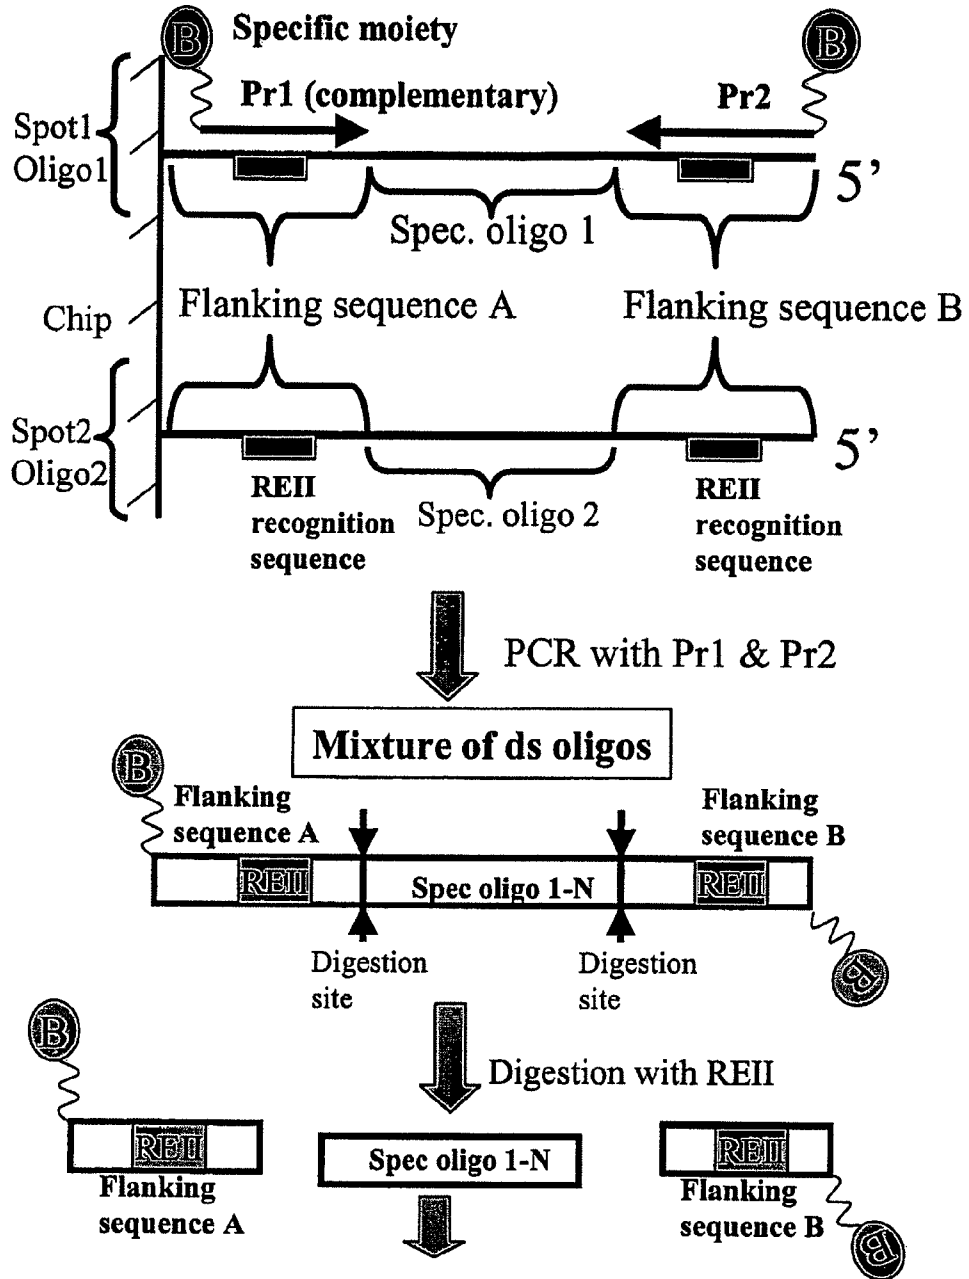 B
Specific moiety
B
Pr1 (complementary)
Pr2
Spot1
Oligo1
5’
Spec. oligo 1
Chip
Flanking sequence A
Flanking sequence B
Spot2
Oligo2
5’
REII
recognition
sequence
Spec. oligo 2
REII
recognition
sequence
PCR with Pr1 & Pr2
Mixture of ds oligos
B
Flanking
sequence A
Flanking
sequence B
REII
Spec oligo 1-N
REII
Digestion
site
Digestion
site
B
B
Digestion with REII
REII
Spec oligo 1-N
REII
Flanking
sequence A
Flanking
sequence B
B